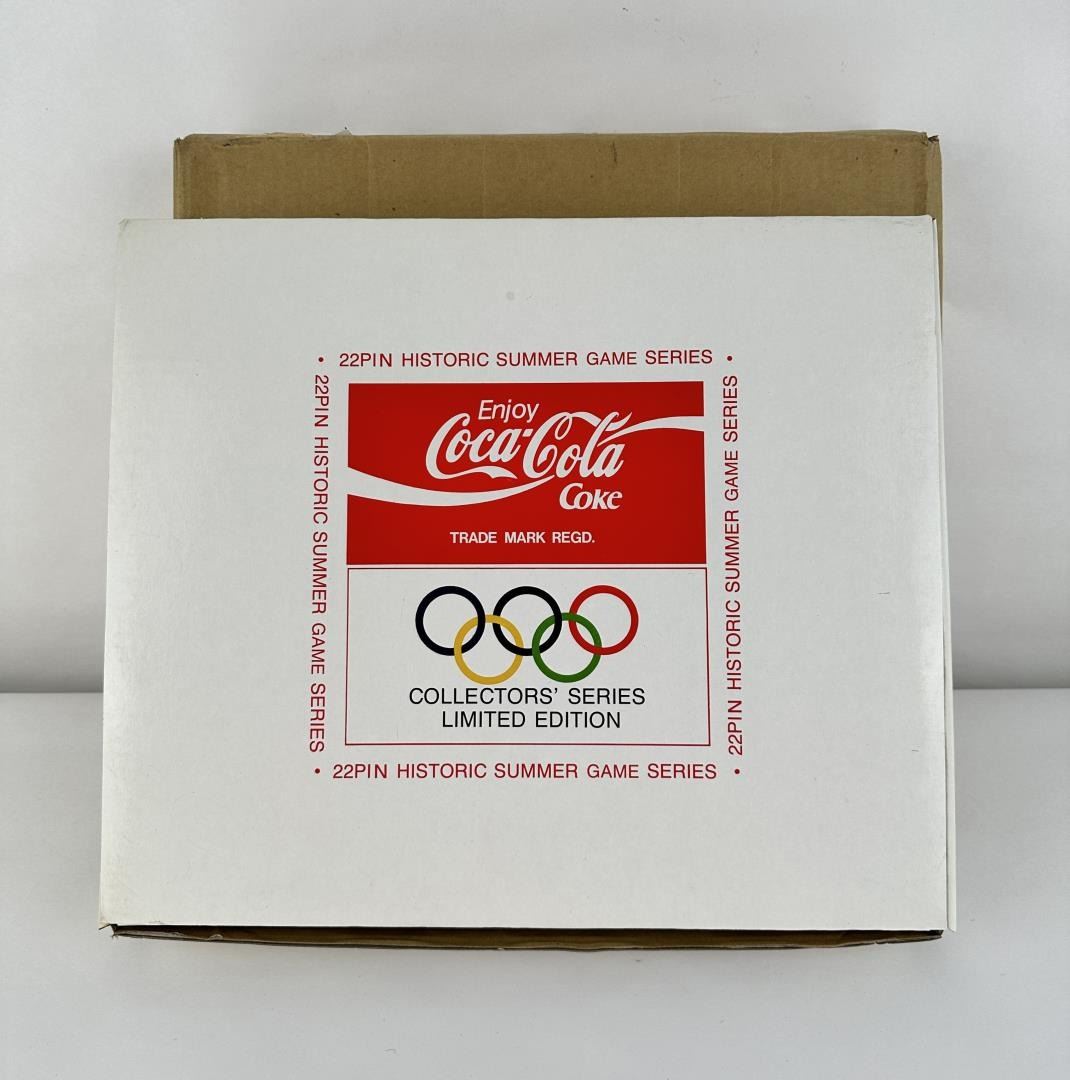 • 22PIN HISTORIC SUMMER GAME SERIES •
22PIN HISTORIC SUMMER GAME SERIES
Enjoy
Coca-Cola
Coke
TRADE MARK REGD.
COLLECTORS' SERIES
LIMITED EDITION
22PIN HISTORIC SUMMER GAME SERIES
• 22PIN HISTORIC SUMMER GAME SERIES •